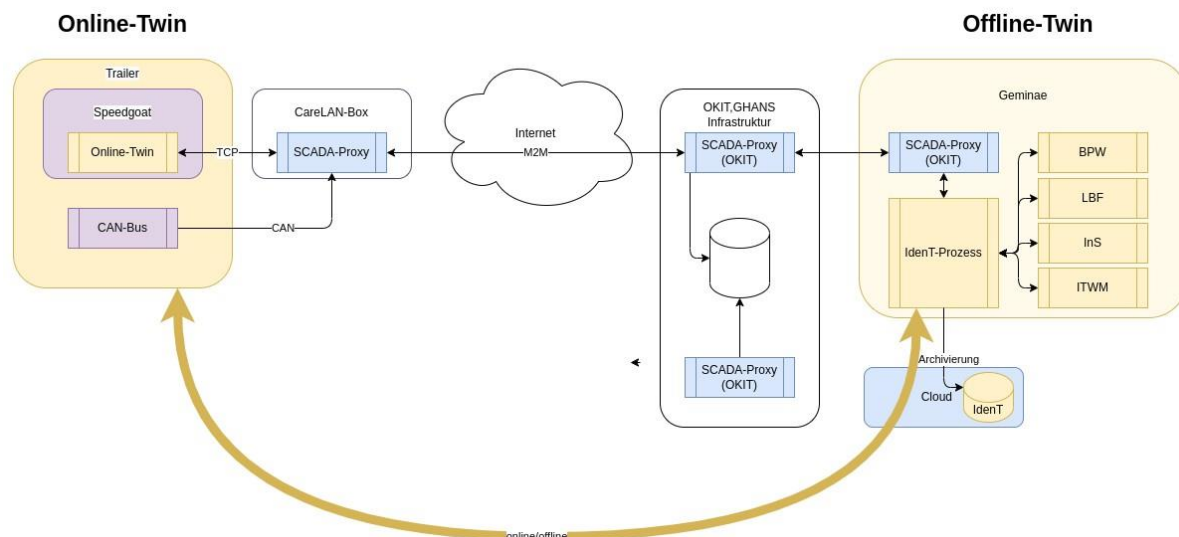 Online-Twin
Offline-Twin
Trailer
Speedgoat
Online-Twin
TCP
CareLAN-Box
SCADA-Proxy
CAN-Bus
CAN
Internet
M2M
OKIT,GHANS
Infrastruktur
SCADA-Proxy
(OKIT)
SCADA-Proxy
(OKIT)
Geminae
SCADA-Proxy
(OKIT)
IdenT-Prozess
BPW
LBF
InS
ITWM
Archivierung
Cloud
IdenT
online/offline